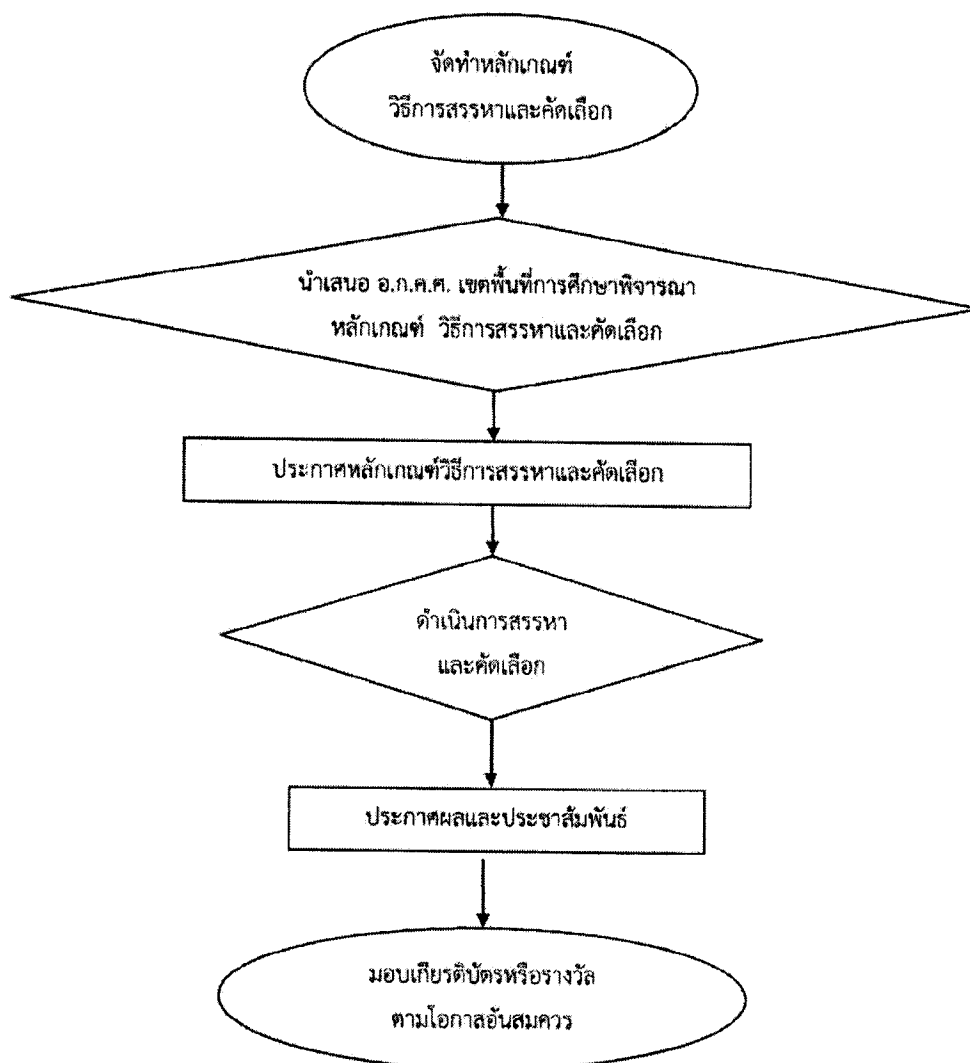 จัดทำหลักเกณฑ์
วิธีการสรรหาและคัดเลือก
นำเสนอ อ.ก.ค.ศ. เขตพื้นที่การศึกษาพิจารณา
หลักเกณฑ์ วิธีการสรรหาและคัดเลือก
ประกาศหลักเกณฑ์วิธีการสรรหาและคัดเลือก
ดำเนินการสรรหา
และคัดเลือก
ประกาศผลและประชาสัมพันธ์
มอบเกียรติบัตรหรือรางวัล
ตามโอกาสอันสมควร